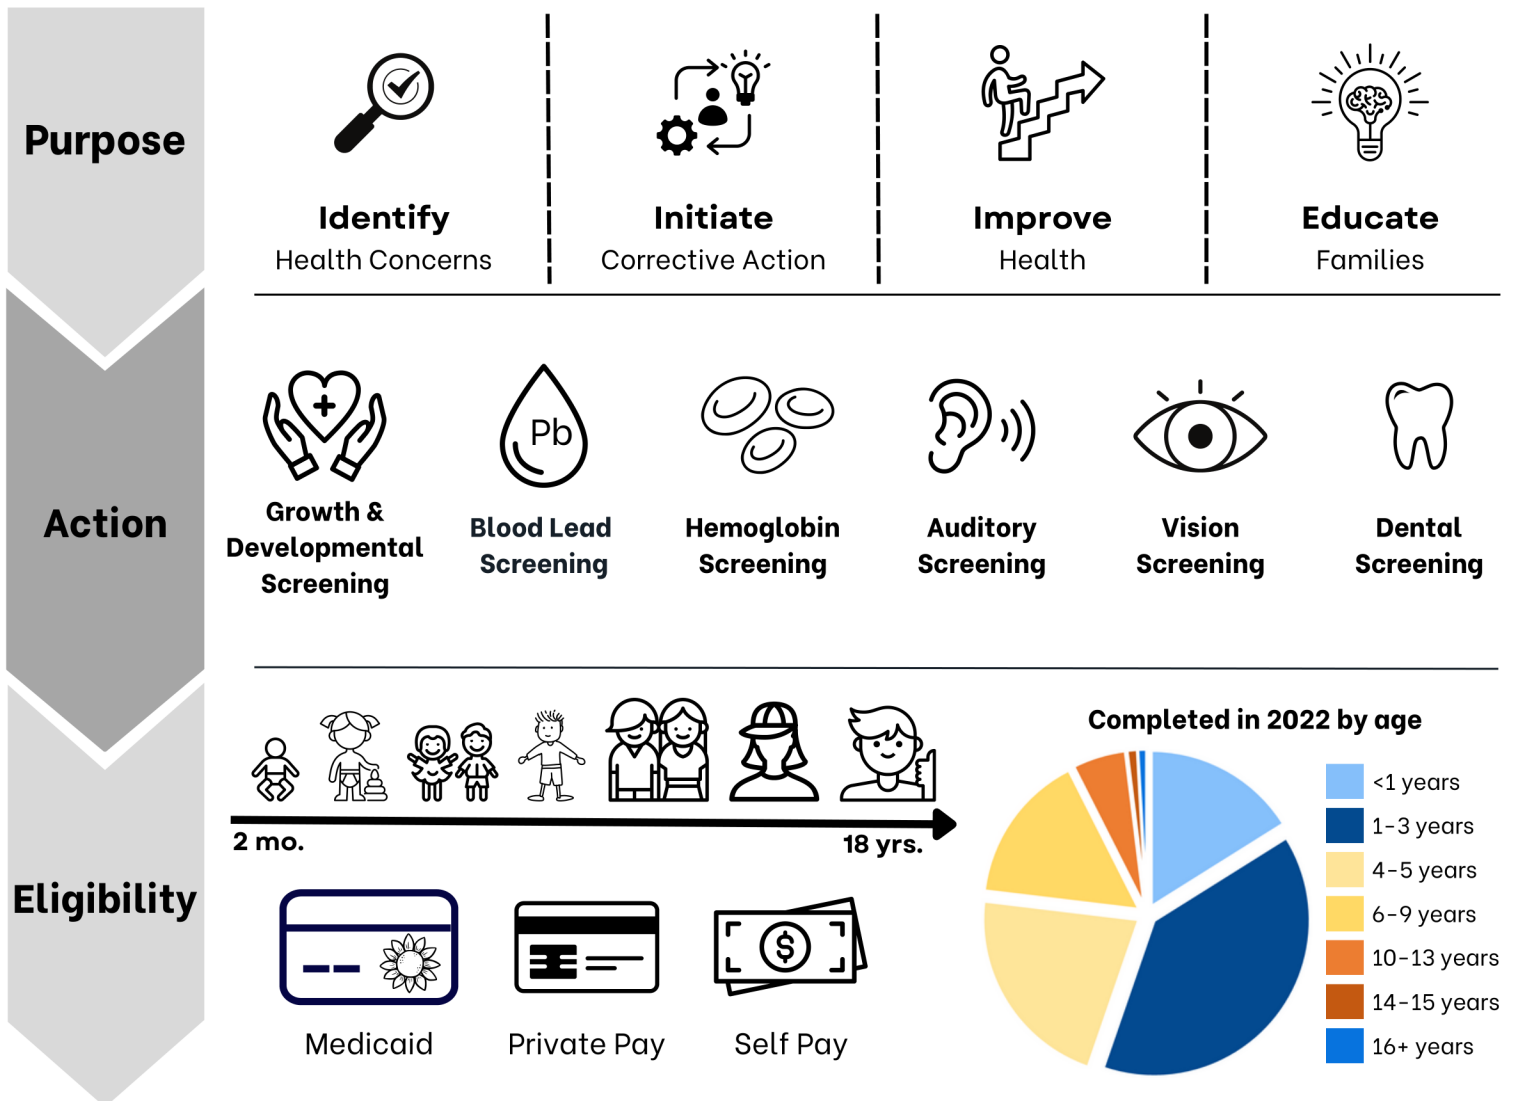 Purpose
Identify
Health Concerns
Initiate
Corrective Action
Improve
Health
Educate
Families
Action
Pb
Growth &
Developmental
Screening
Blood Lead
Screening
Hemoglobin
Screening
Auditory
Screening
Vision
Screening
Dental
Screening
Eligibility
2 mo.
18 yrs.
$
Medicaid
Private Pay
Self Pay
Completed in 2022 by age
<1 years
1-3 years
4-5 years
6-9 years
10-13 years
14-15 years
16+ years